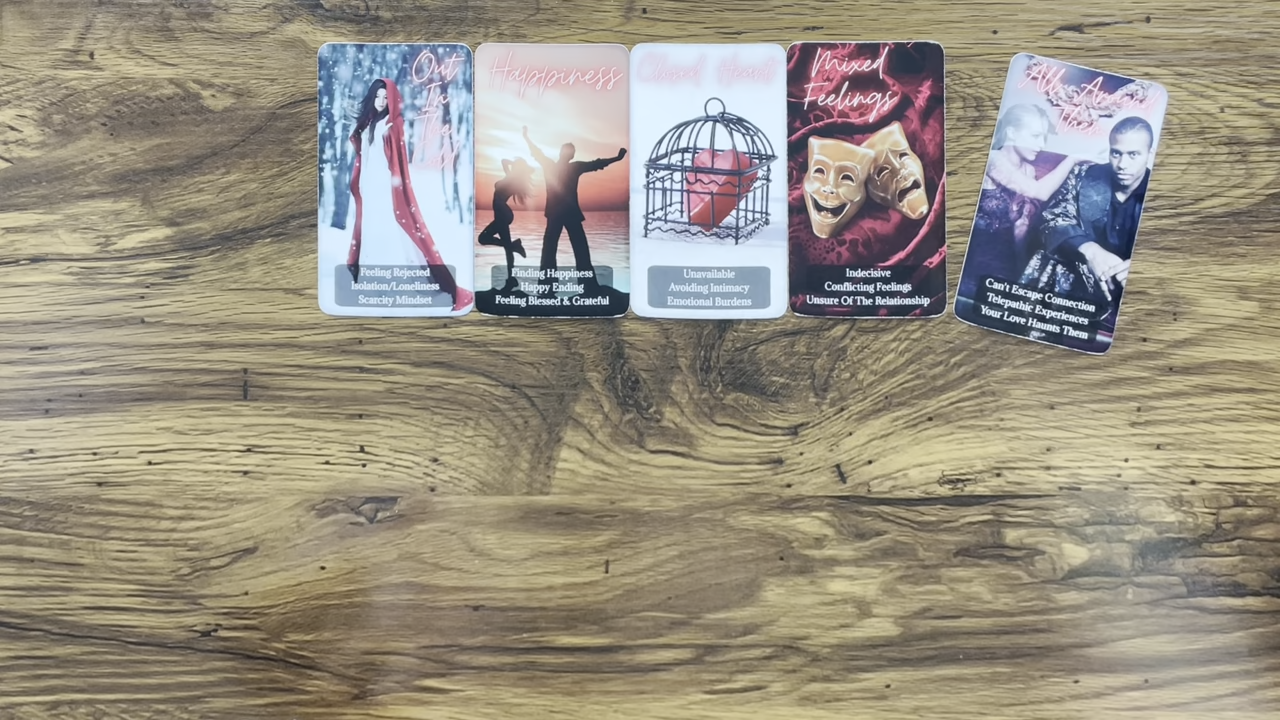 Out
In
The
Feeling Rejected
Isolation/Loneliness
Scarcity Mindset
Happiness
Finding Happiness
Happy Ending
Feeling Blessed & Grateful
Closed Heart
Unavailable
Avoiding Intimacy
Emotional Burdens
Mixed
Feelings
Indecisive
Conflicting Feelings
Unsure Of The Relationship
All Around
Them
Can't Escape Connection
Telepathic Experiences
Your Love Haunts Them